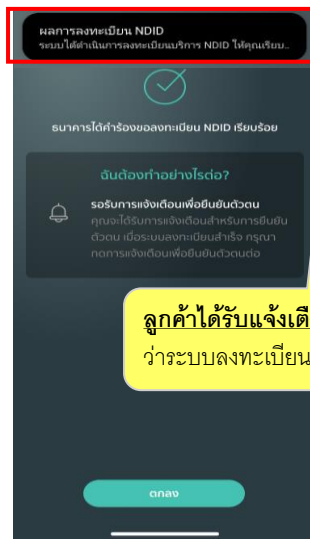 ผลการลงทะเบียน NDID
ระบบได้ดำเนินการลงทะเบียนบริการ NDID ให้คุณเรียบ...
ธนาคารได้คำร้องขอลงทะเบียน NDID เรียบร้อย
ฉันต้องทำอย่างไรต่อ?
รอรับการแจ้งเตือนเพื่อยืนยันตัวตน
คุณจะได้รับการแจ้งเตือนสำหรับการยืนยัน
ตัวตน เมื่อระบบลงทะเบียนสำเร็จ กรุณา
กดการแจ้งเตือนเพื่อยืนยันตัวตนต่อ
ลูกค้าได้รับแจ้งเตื
ว่าระบบลงทะเบียน
ตกลง